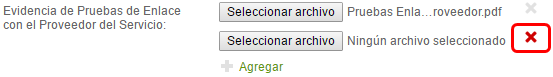 Evidencia de Pruebas de Enlace
con el Proveedor del Servicio:
Seleccionar archivo Pruebas Enla…roveedor.pdf
Seleccionar archivo Ningún archivo seleccionado
Agregar